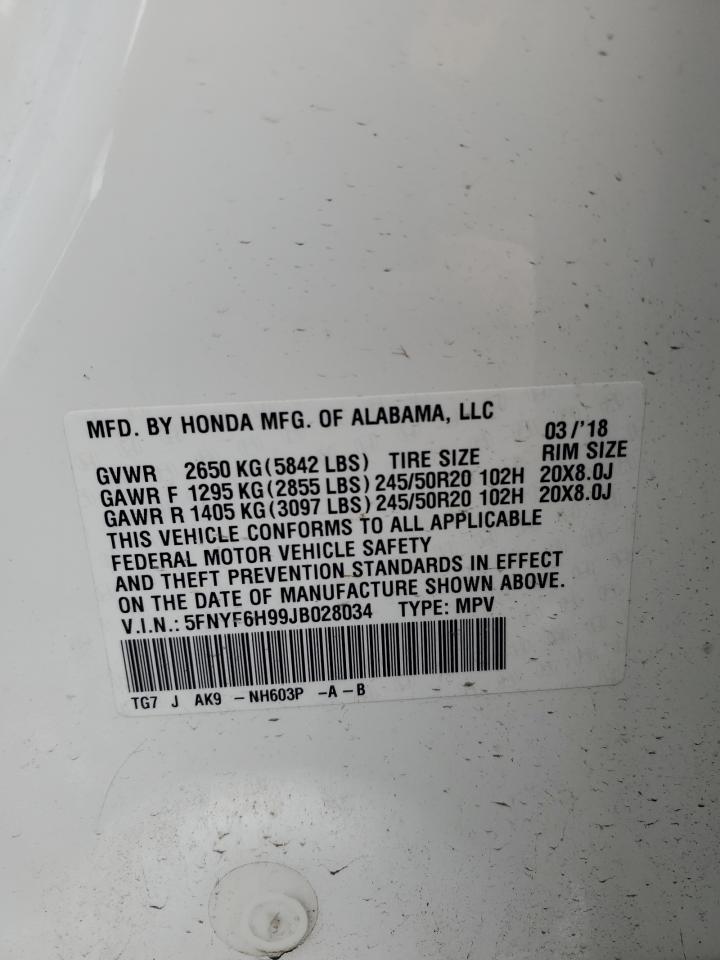 MFD. BY HONDA MFG. OF ALABAMA, LLC
03/'18
GVWR 2650 KG(5842 LBS) TIRE SIZE RIM SIZE
GAWR F 1295 KG(2855 LBS) 245/50R20 102H 20X8.0J
GAWR R 1405 KG(3097 LBS) 245/50R20 102H 20X8.0J
THIS VEHICLE CONFORMS TO ALL APPLICABLE
FEDERAL MOTOR VEHICLE SAFETY
AND THEFT PREVENTION STANDARDS IN EFFECT
ON THE DATE OF MANUFACTURE SHOWN ABOVE.
V.I.N.: 5FNYF6H99JB028034 TYPE: MPV
TG7 J AK9 - NH603P -A-B